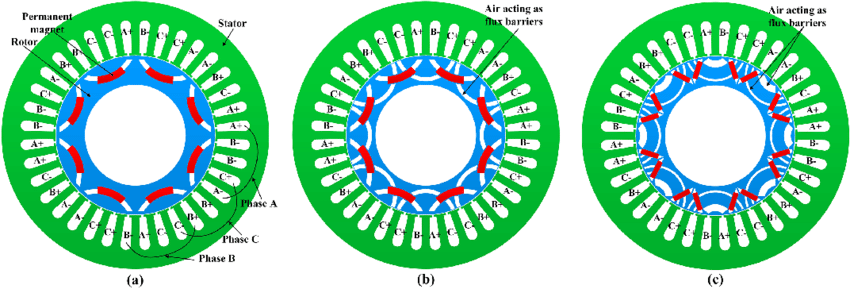 Permanent
magnet
Rotor
Stator
A+
B-
C+
C+
A-
A-
B+
C-
A+
A+
B-
B-
C+
A-
B+
B+
C-
C-
A+
B-
C+
C+
A-
A-
B+
C-
A+
A+
B-
B-
C+
A-
B+
C-
C-
Phase A
Phase C
Phase B
(a)
Air acting as
flux barriers
A+
B-
C+
C+
A-
A-
B+
C-
A+
A+
B-
B-
C+
A-
B+
B+
C-
C-
A+
B-
C+
C+
A-
A-
B+
C-
A+
A+
B-
B-
C+
A-
B+
B+
C-
C-
(b)
Air acting as
flux barriers
A+
B-
C+
C+
A-
A-
B+
C-
A+
A+
B-
B-
C+
A-
B+
B+
C-
C-
A+
B-
C+
C+
A-
A-
B+
C-
A+
A+
B-
B-
C+
A-
B+
B+
C-
C-
(c)